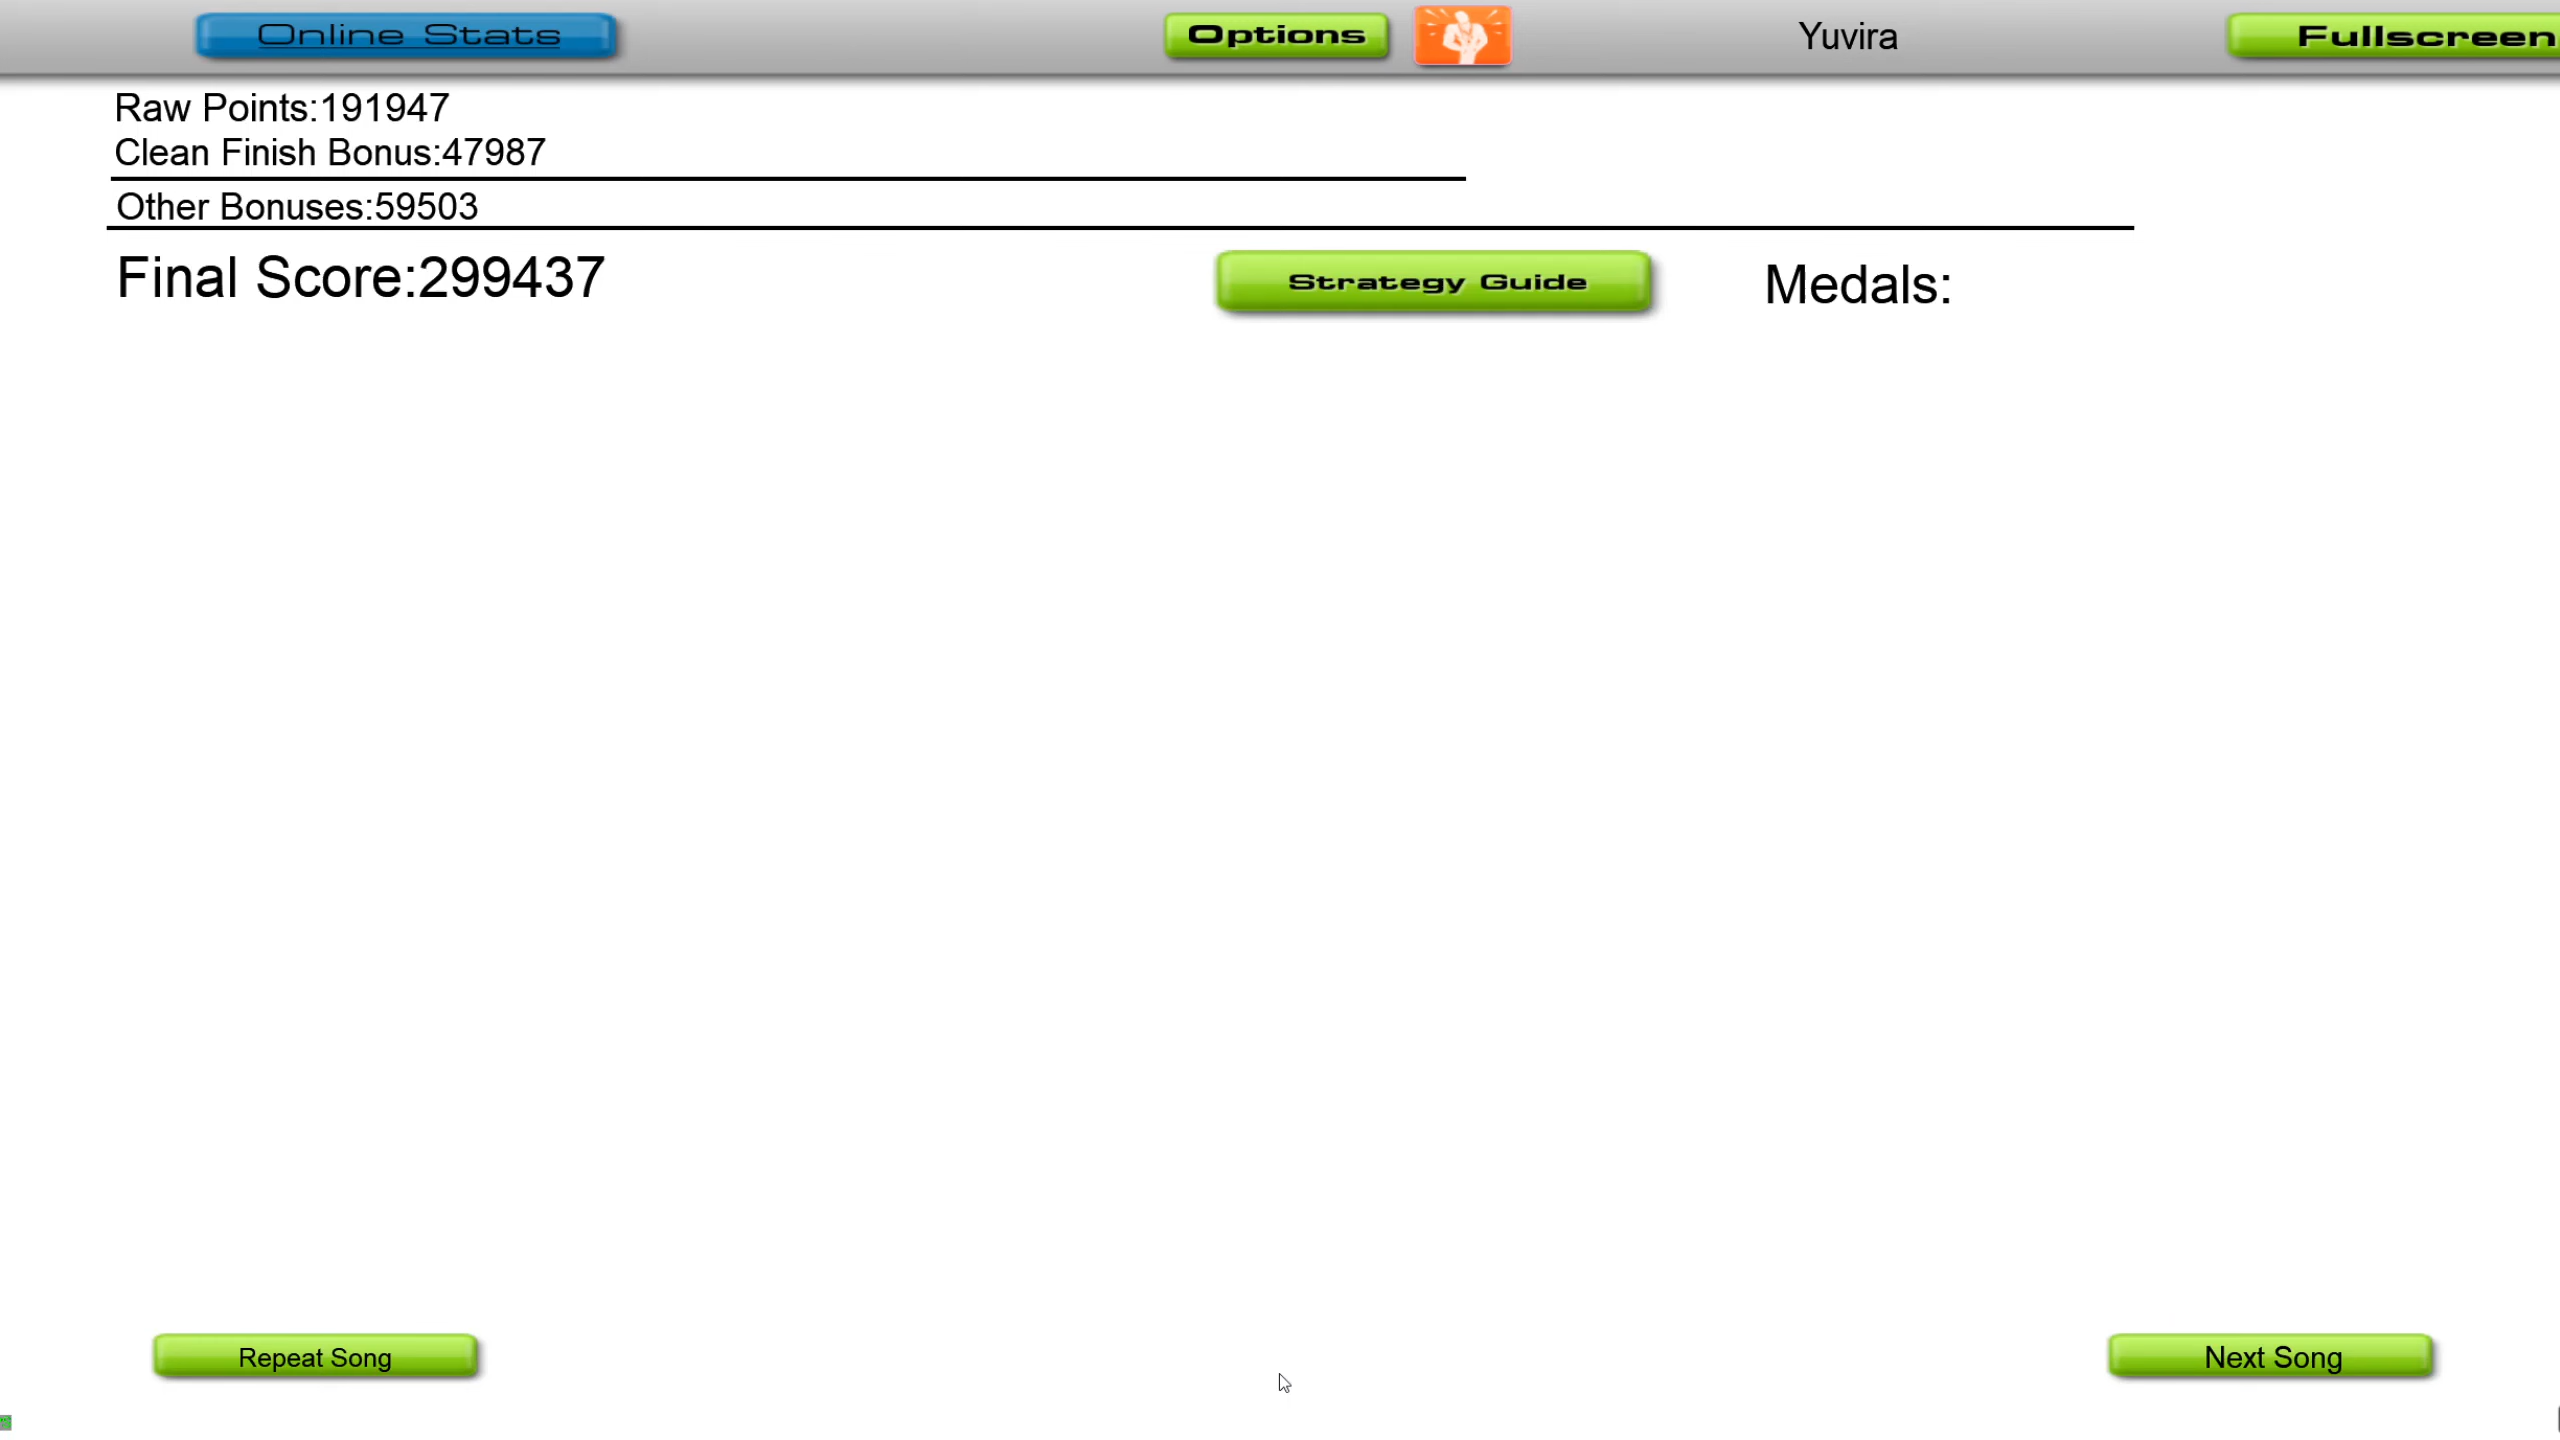 Online Stats
Options
Yuvira
Fullscreen
Raw Points:191947
Clean Finish Bonus:47987
Other Bonuses:59503
Final Score:299437
Strategy Guide
Medals:
Repeat Song
Next Song